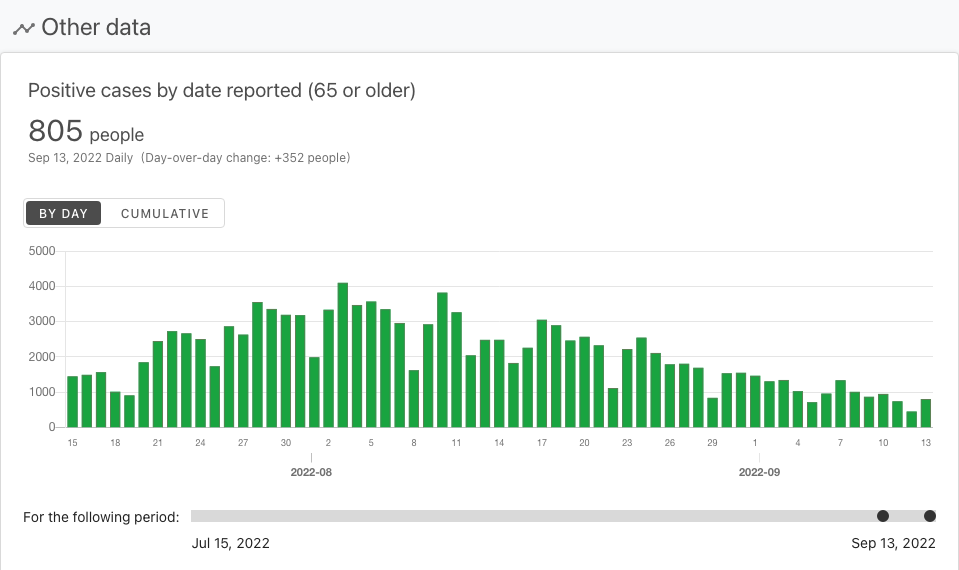 Other data
Positive cases by date reported (65 or older)
805 people
Sep 13, 2022 Daily (Day-over-day change: +352 people)
BY DAY CUMULATIVE
5000
4000
3000
2000
1000
0
15 18 21 24 27 30 2 5 8 11 14 17 20 23 26 29 1 4 7 10 13
2022-08 2022-09
For the following period:
Jul 15, 2022 Sep 13, 2022